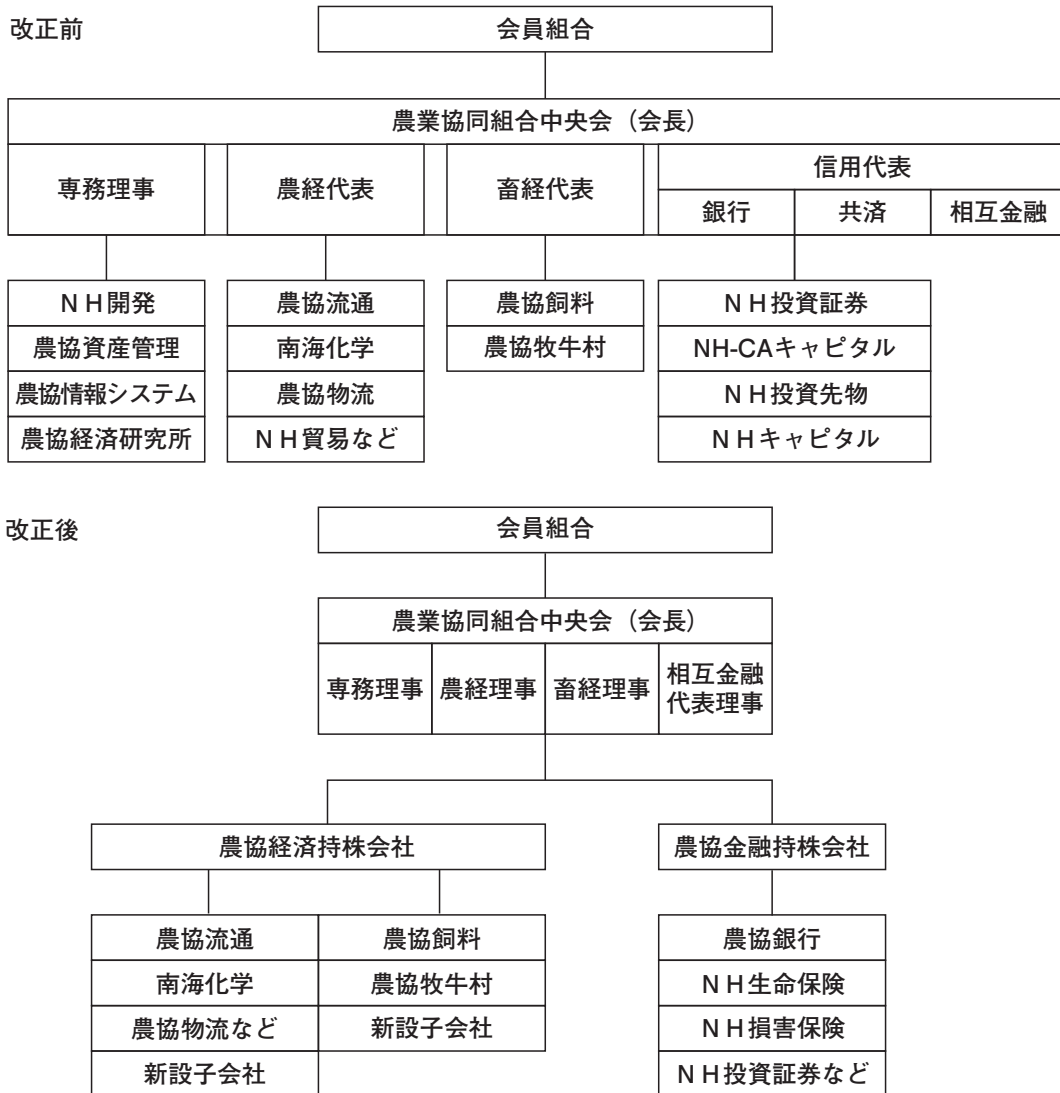 改正前
会員組合
農業協同組合中央会（会長）
専務理事
農経代表
畜経代表
信用代表
銀行
共済
相互金融
ＮＨ開発
農協資産管理
農協情報システム
農協経済研究所
農協流通
南海化学
農協物流
ＮＨ貿易など
農協飼料
農協牧牛村
ＮＨ投資証券
NH-CAキャピタル
ＮＨ投資先物
ＮＨキャピタル
改正後
会員組合
農業協同組合中央会（会長）
専務理事
農経理事
畜経理事
相互金融
代表理事
農協経済持株会社
農協金融持株会社
農協流通
南海化学
農協物流など
新設子会社
農協飼料
農協牧牛村
新設子会社
農協銀行
ＮＨ生命保険
ＮＨ損害保険
ＮＨ投資証券など